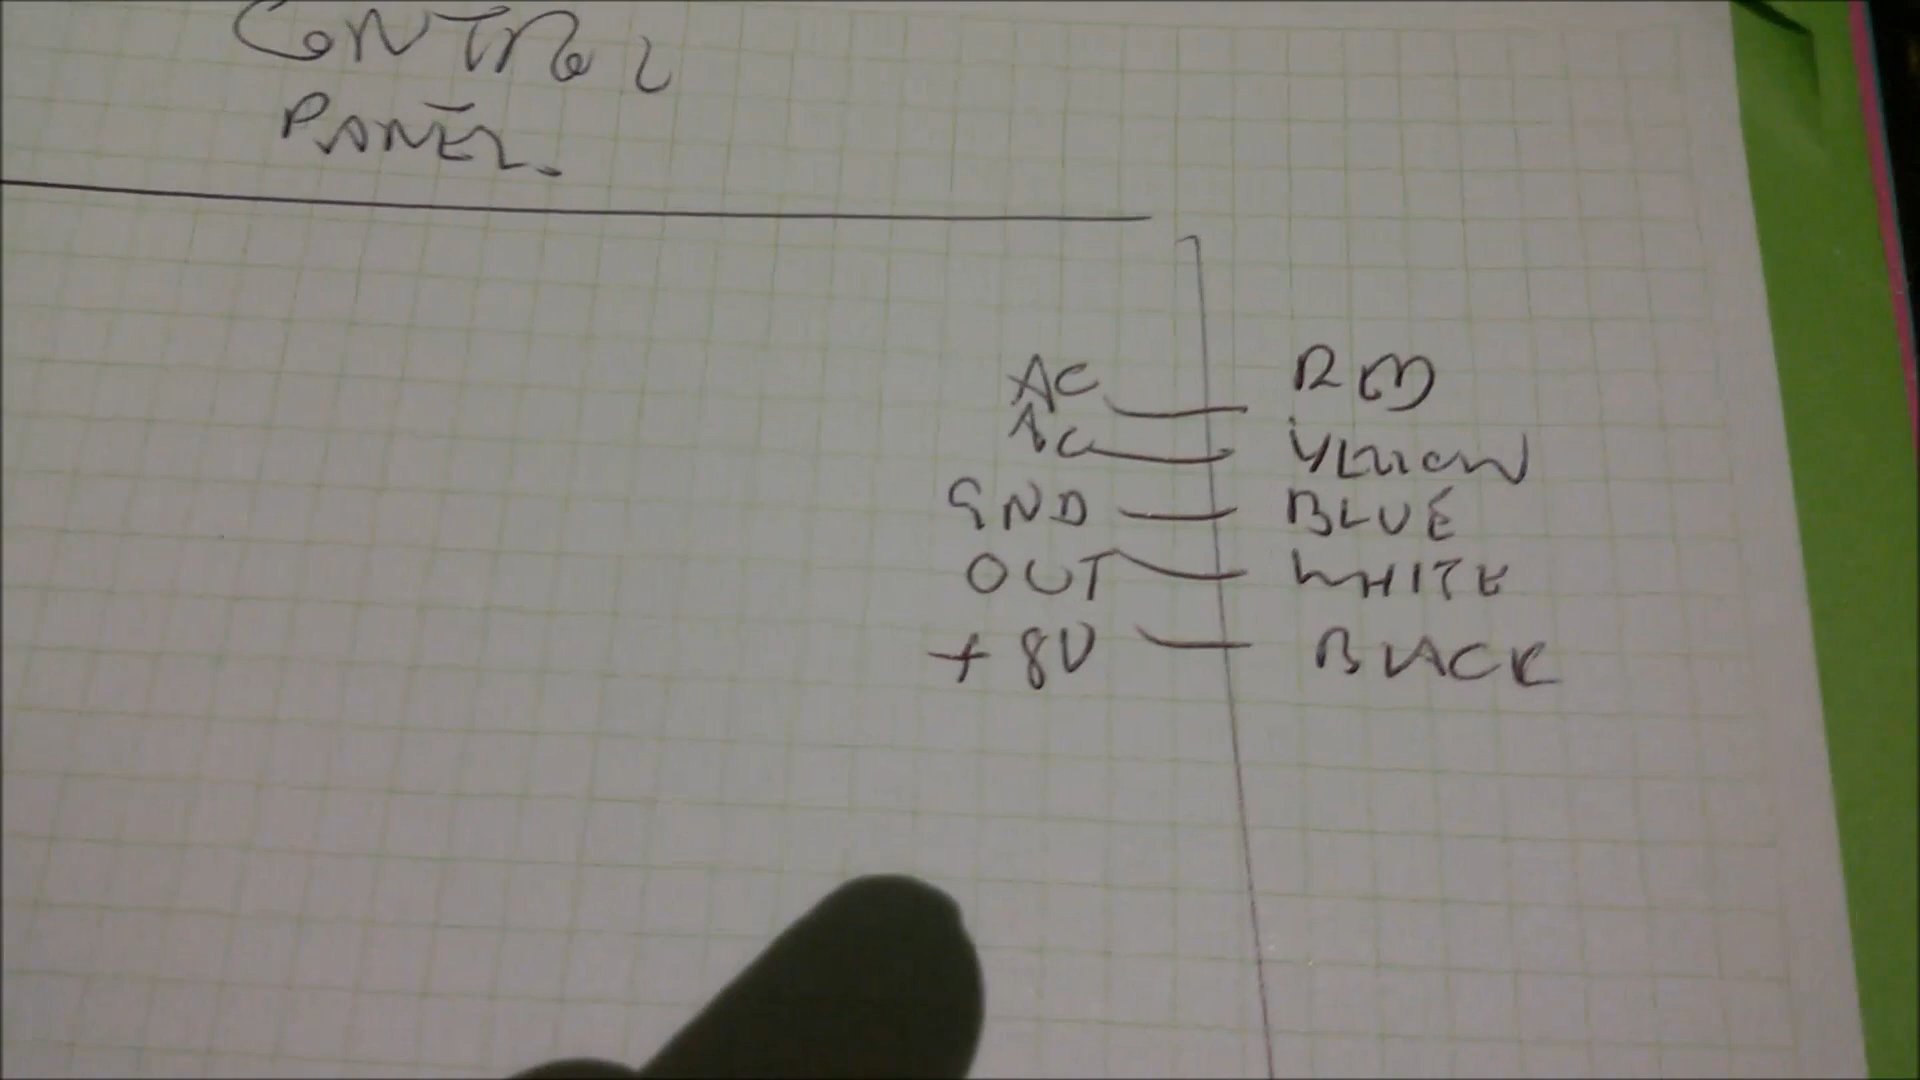 CONTROL
PANEL.
AC RED
AC YELLOW
GND BLUE
OUT WHITE
+8V BLACK